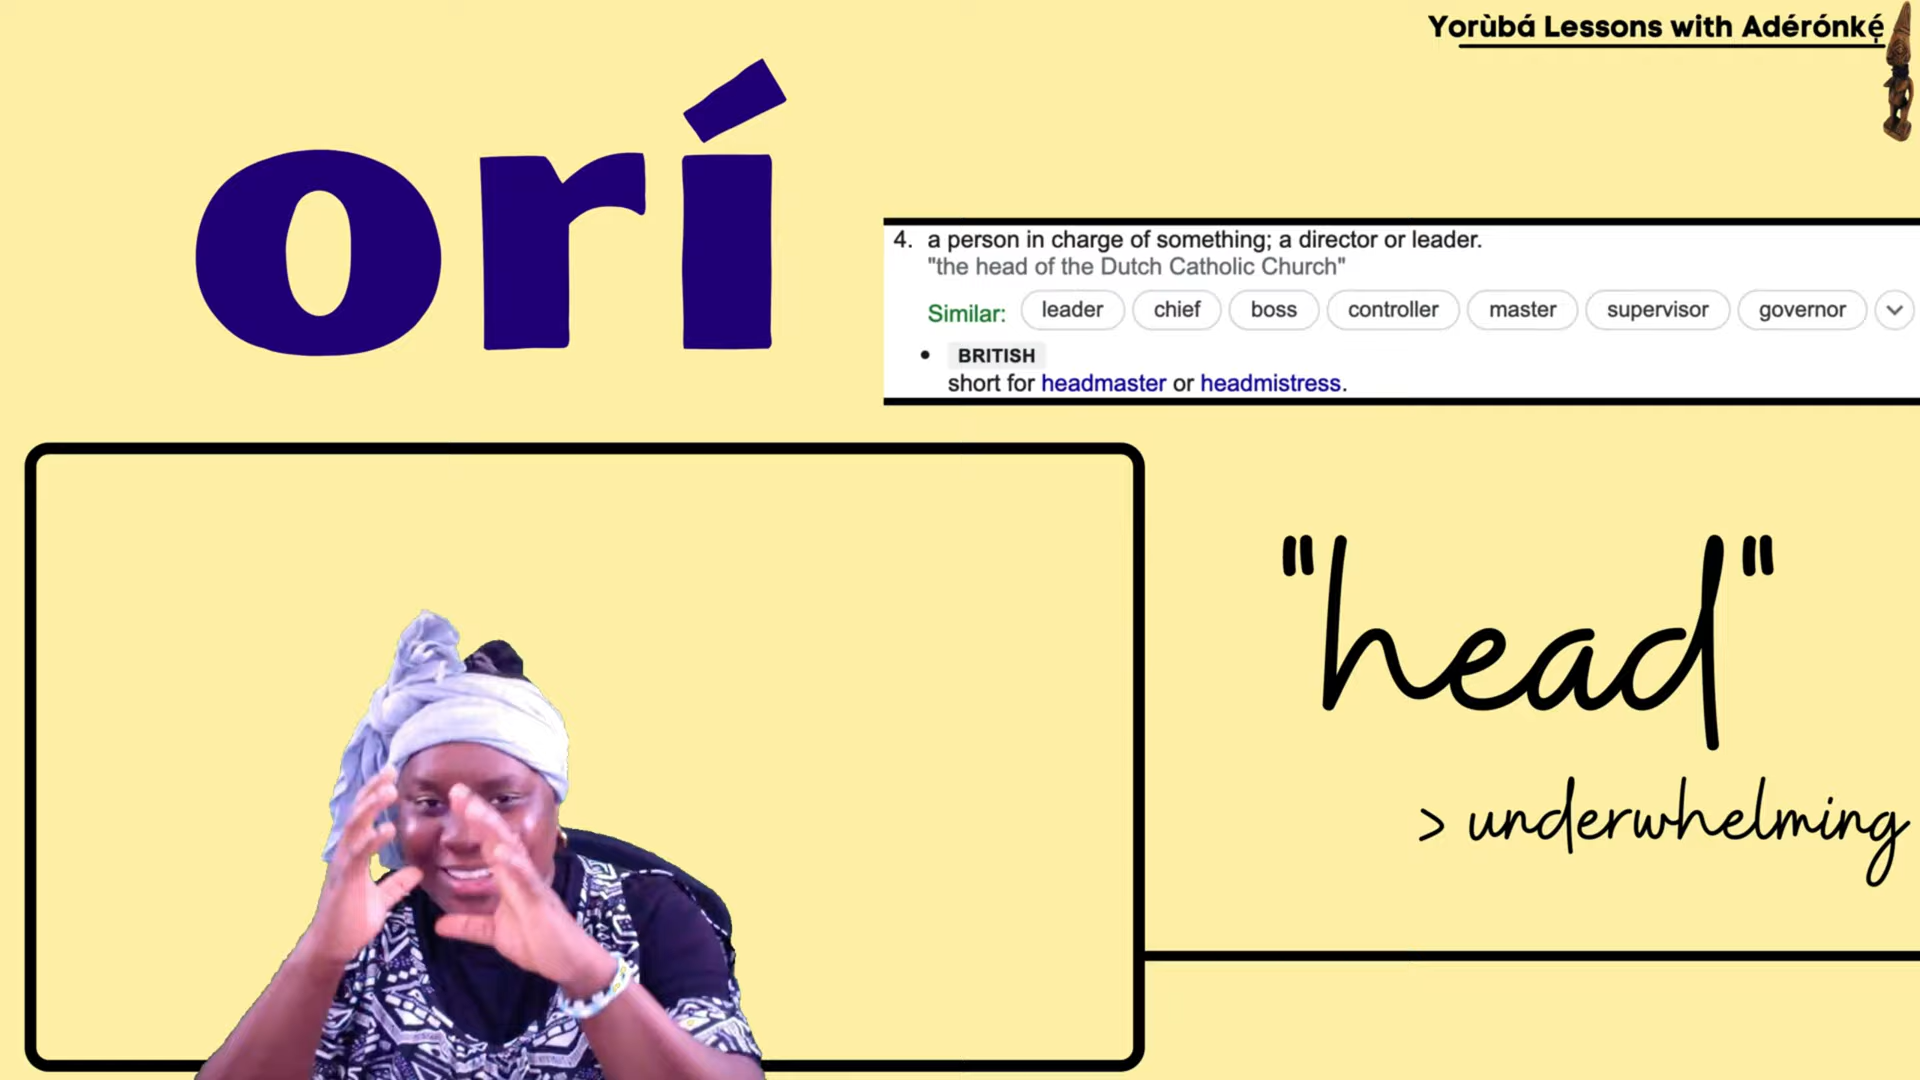 Yorùbá Lessons with Adérónkẹ́
orí
4. a person in charge of something; a director or leader.
"the head of the Dutch Catholic Church"
Similar: leader chief boss controller master supervisor governor
• BRITISH
short for headmaster or headmistress.
"head"
> underwhelming